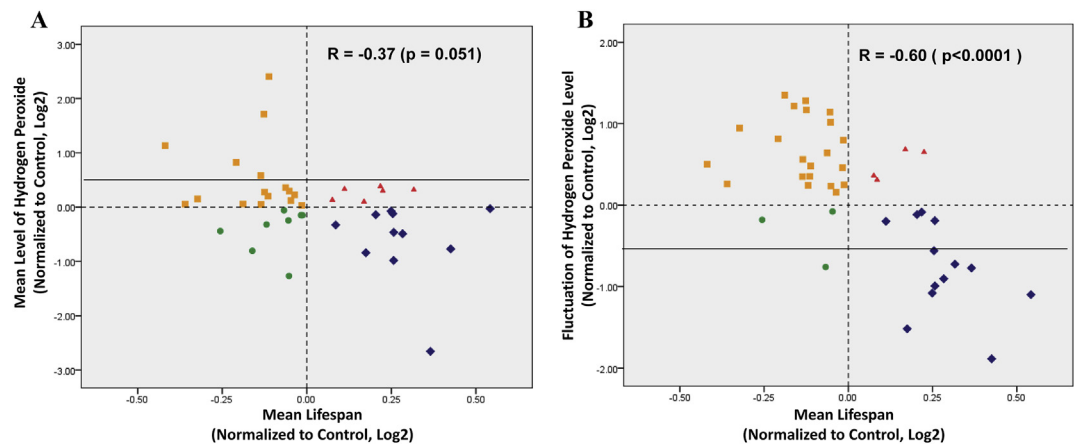 A
Mean Level of Hydrogen Peroxide
(Normalized to Control, Log2)
3.00
2.00
1.00
0.00
-1.00
-2.00
-3.00
R = -0.37 (p = 0.051)
-0.50
-0.25
0.00
0.25
0.50
Mean Lifespan
(Normalized to Control, Log2)
B
Fluctuation of Hydrogen Peroxide Level
(Normalized to Control, Log2)
2.00
1.00
0.00
-1.00
-2.00
R = -0.60 ( p<0.0001 )
-0.50
-0.25
0.00
0.25
0.50
Mean Lifespan
(Normalized to Control, Log2)